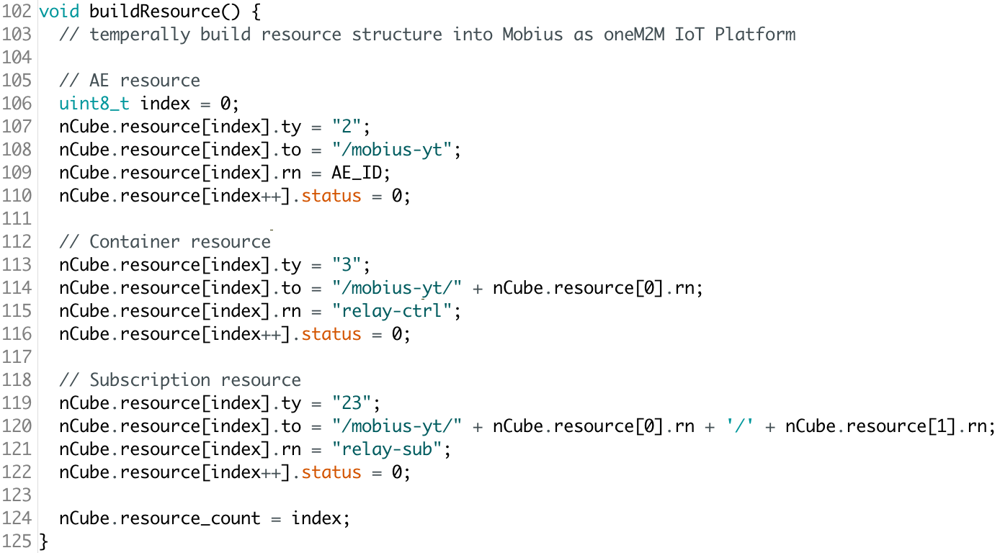 102 void buildResource() {
103   // temperally build resource structure into Mobius as oneM2M IoT Platform
104
105   // AE resource
106   uint8_t index = 0;
107   nCube.resource[index].ty = "2";
108   nCube.resource[index].to = "/mobius-yt";
109   nCube.resource[index].rn = AE_ID;
110   nCube.resource[index++].status = 0;
111
112   // Container resource
113   nCube.resource[index].ty = "3";
114   nCube.resource[index].to = "/mobius-yt/" + nCube.resource[0].rn;
115   nCube.resource[index].rn = "relay-ctrl";
116   nCube.resource[index++].status = 0;
117
118   // Subscription resource
119   nCube.resource[index].ty = "23";
120   nCube.resource[index].to = "/mobius-yt/" + nCube.resource[0].rn + '/' + nCube.resource[1].rn;
121   nCube.resource[index].rn = "relay-sub";
122   nCube.resource[index++].status = 0;
123
124   nCube.resource_count = index;
125 }